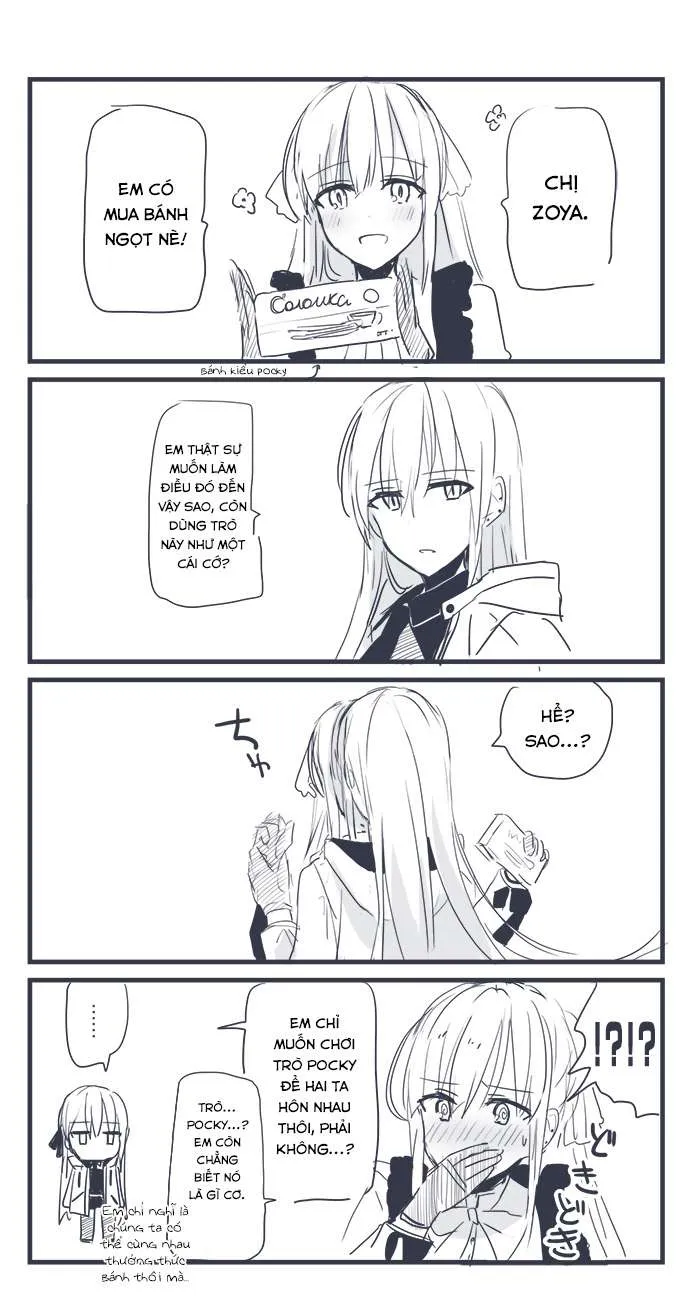 CHỊ
ZOYA.
EM CÓ
MUA BÁNH
NGỌT NÈ!
Соломка
Bánh kiểu pocky
EM THẬT SỰ
MUỐN LÀM
ĐIỀU ĐÓ ĐẾN
VẬY SAO, CÒN
DÙNG TRÒ
NÀY NHƯ MỘT
CÁI CỚ?
HỂ?
SAO...?
ちゅ
!?!?
EM CHỈ
MUỐN CHƠI
TRÒ POCKY
ĐỂ HAI TA
HÔN NHAU
THÔI, PHẢI
KHÔNG...?
どきどき
TRÒ...
POCKY...?
EM CÒN
CHẲNG
BIẾT NÓ
LÀ GÌ CƠ.
......
Em chỉ nghĩ là
chúng ta có
thể cùng nhau
thưởng thức
bánh thôi mà...